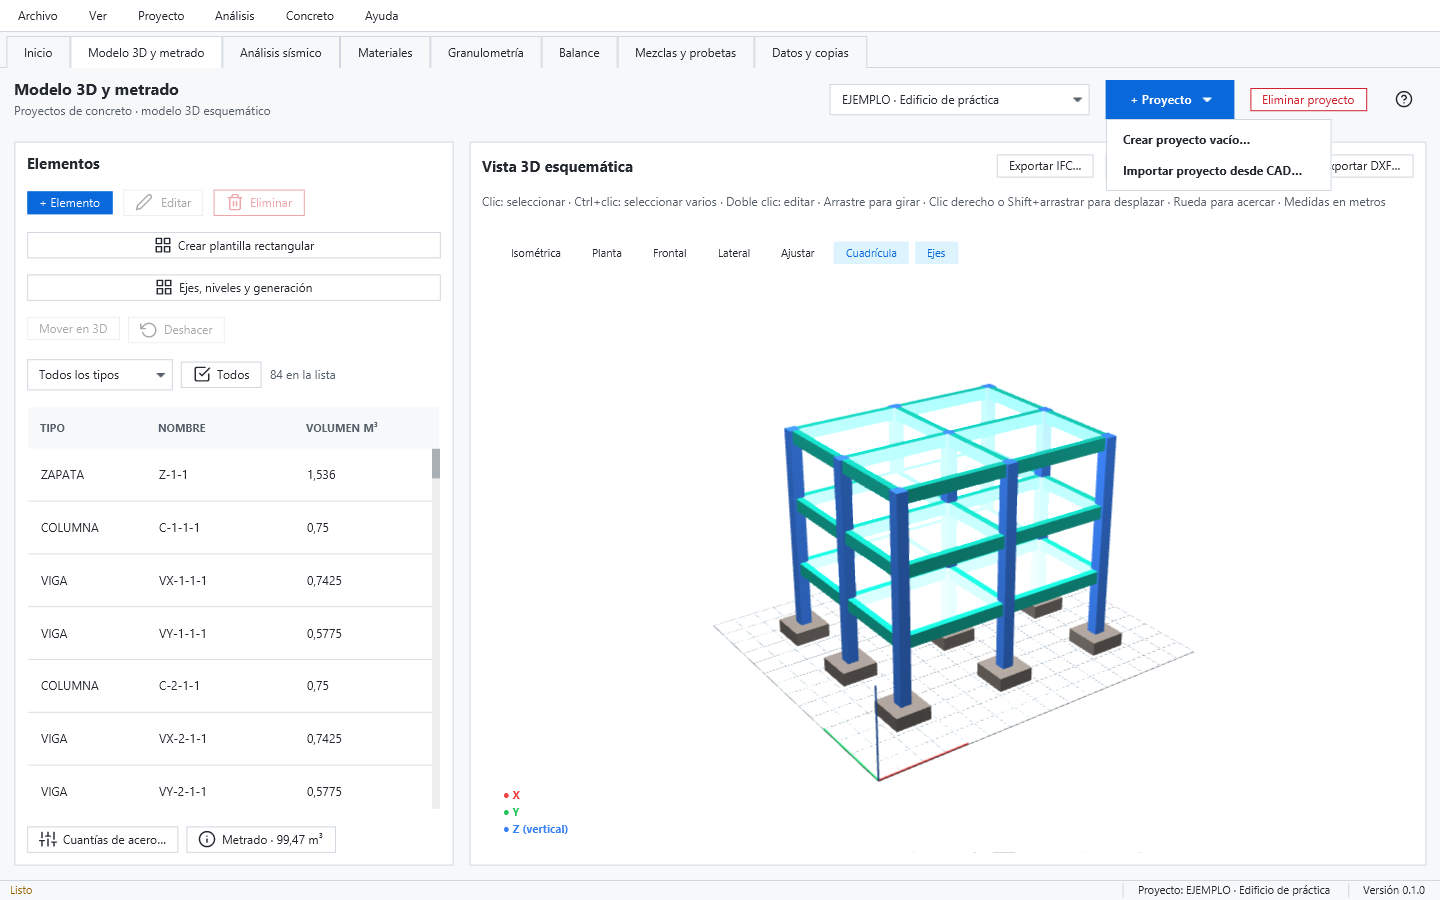 Archivo Ver Proyecto Análisis Concreto Ayuda
Inicio Modelo 3D y metrado Análisis sísmico Materiales Granulometría Balance Mezclas y probetas Datos y copias
Modelo 3D y metrado
Proyectos de concreto · modelo 3D esquemático
EJEMPLO · Edificio de práctica
+ Proyecto
Eliminar proyecto
Crear proyecto vacío...
Importar proyecto desde CAD...
Elementos
+ Elemento Editar Eliminar
Crear plantilla rectangular
Ejes, niveles y generación
Mover en 3D Deshacer
Todos los tipos Todos 84 en la lista
TIPO NOMBRE VOLUMEN M³
ZAPATA Z-1-1 1,536
COLUMNA C-1-1-1 0,75
VIGA VX-1-1-1 0,7425
VIGA VY-1-1-1 0,5775
COLUMNA C-2-1-1 0,75
VIGA VX-2-1-1 0,7425
VIGA VY-2-1-1 0,5775
Cuantías de acero... Metrado · 99,47 m³
Vista 3D esquemática
Exportar IFC... xportar DXF...
Clic: seleccionar · Ctrl+clic: seleccionar varios · Doble clic: editar · Arrastre para girar · Clic derecho o Shift+arrastrar para desplazar · Rueda para acercar · Medidas en metros
Isométrica Planta Frontal Lateral Ajustar Cuadrícula Ejes
X
Y
Z (vertical)
Listo
Proyecto: EJEMPLO · Edificio de práctica Versión 0.1.0